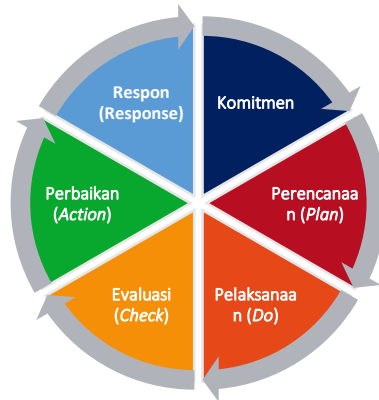 Respon
(Response)
Komitmen
Perbaikan
(Action)
Perencanaa
n (Plan)
Evaluasi
(Check)
Pelaksanaa
n (Do)